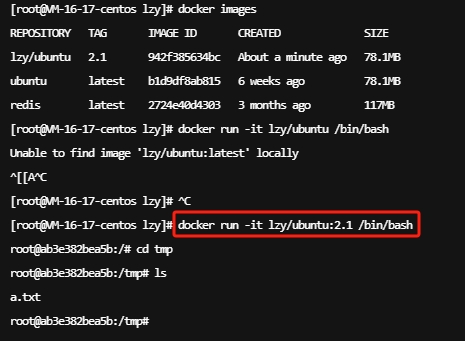 [root@VM-16-17-centos lzy]# docker images
REPOSITORY TAG IMAGE ID CREATED SIZE
lzy/ubuntu 2.1 942f385634bc About a minute ago 78.1MB
ubuntu latest b1d9df8ab815 6 weeks ago 78.1MB
redis latest 2724e40d4303 3 months ago 117MB
[root@VM-16-17-centos lzy]# docker run -it lzy/ubuntu /bin/bash
Unable to find image 'lzy/ubuntu:latest' locally
^[[A^C
[root@VM-16-17-centos lzy]# ^C
[root@VM-16-17-centos lzy]# docker run -it lzy/ubuntu:2.1 /bin/bash
root@ab3e382bea5b:/# cd tmp
root@ab3e382bea5b:/tmp# ls
a.txt
root@ab3e382bea5b:/tmp#